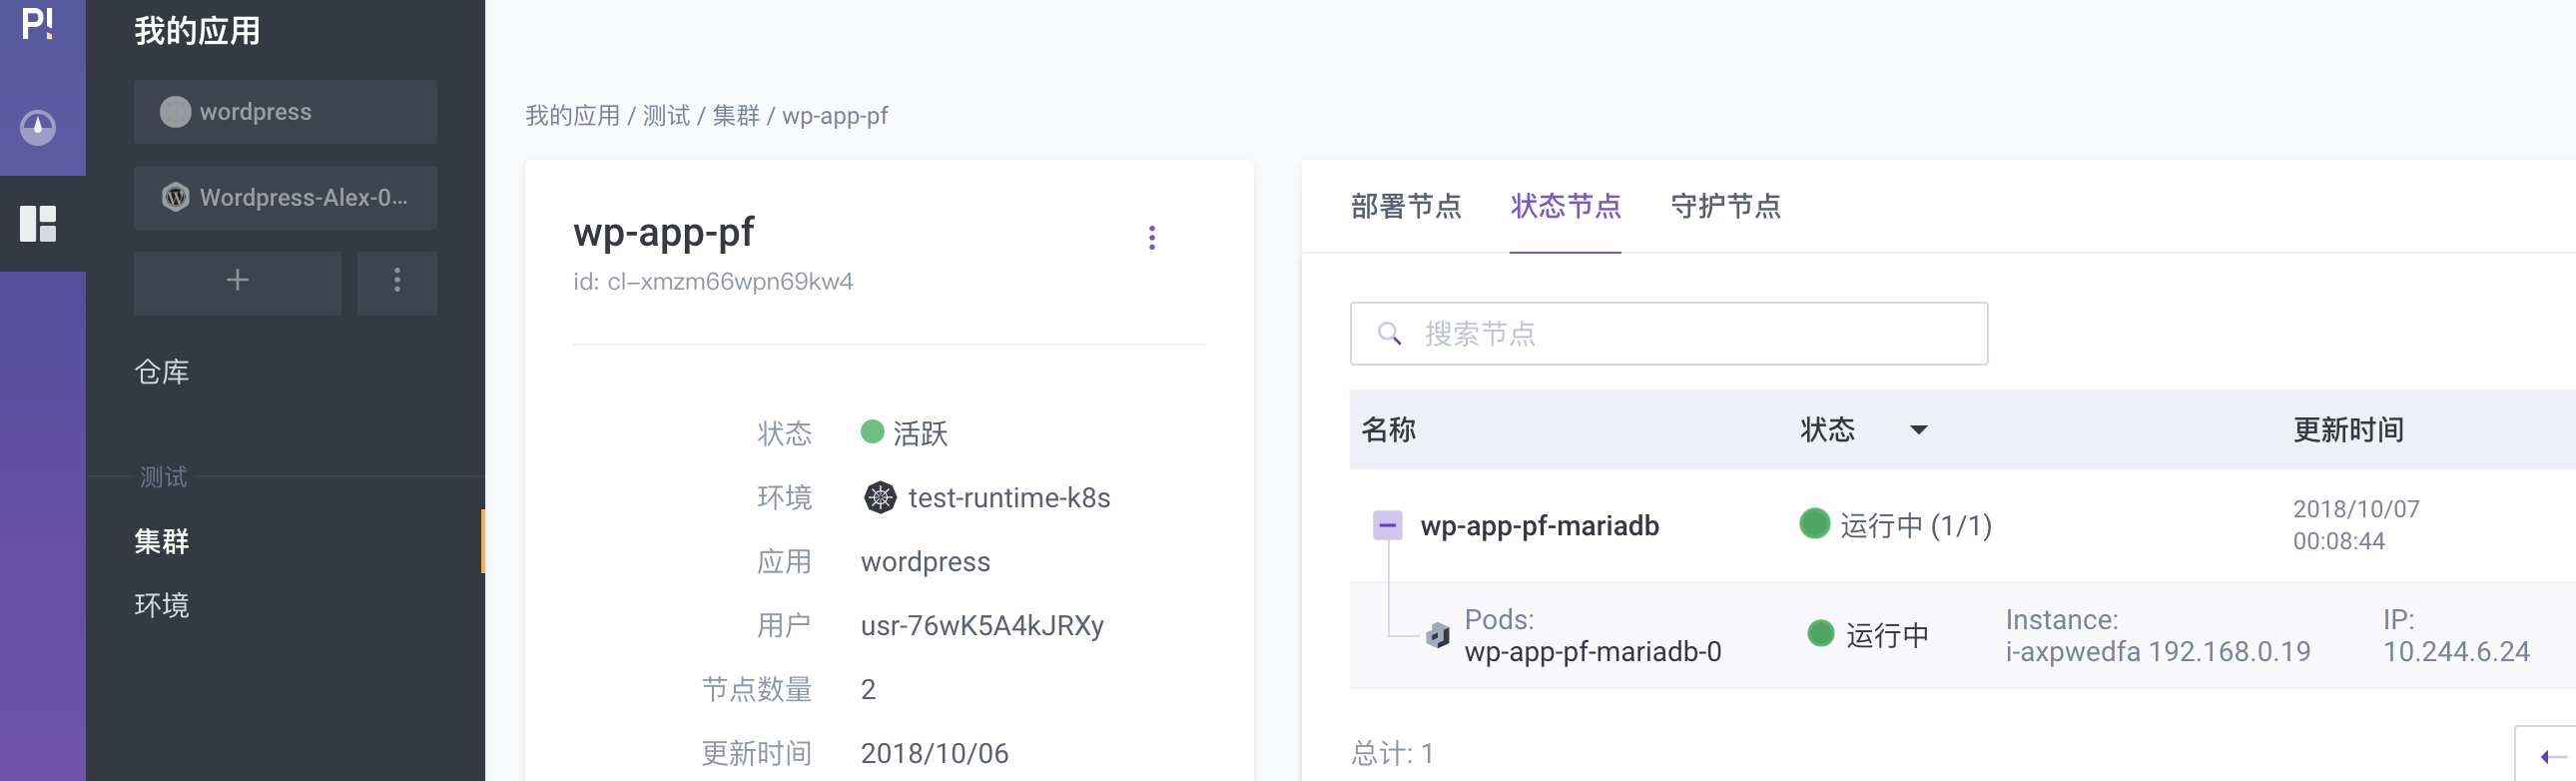 P!
我的应用
wordpress
Wordpress-Alex-0...
仓库
测试
集群
环境
我的应用 / 测试 / 集群 / wp-app-pf
wp-app-pf
id: cl-xmzm66wpn69kw4
状态 活跃
环境 test-runtime-k8s
应用 wordpress
用户 usr-76wK5A4kJRXy
节点数量 2
更新时间 2018/10/06
部署节点 状态节点 守护节点
搜索节点
名称 状态 更新时间
wp-app-pf-mariadb 运行中 (1/1) 2018/10/07
00:08:44
Pods: Instance: IP:
wp-app-pf-mariadb-0 运行中 i-axpwedfa 192.168.0.19 10.244.6.24
总计: 1